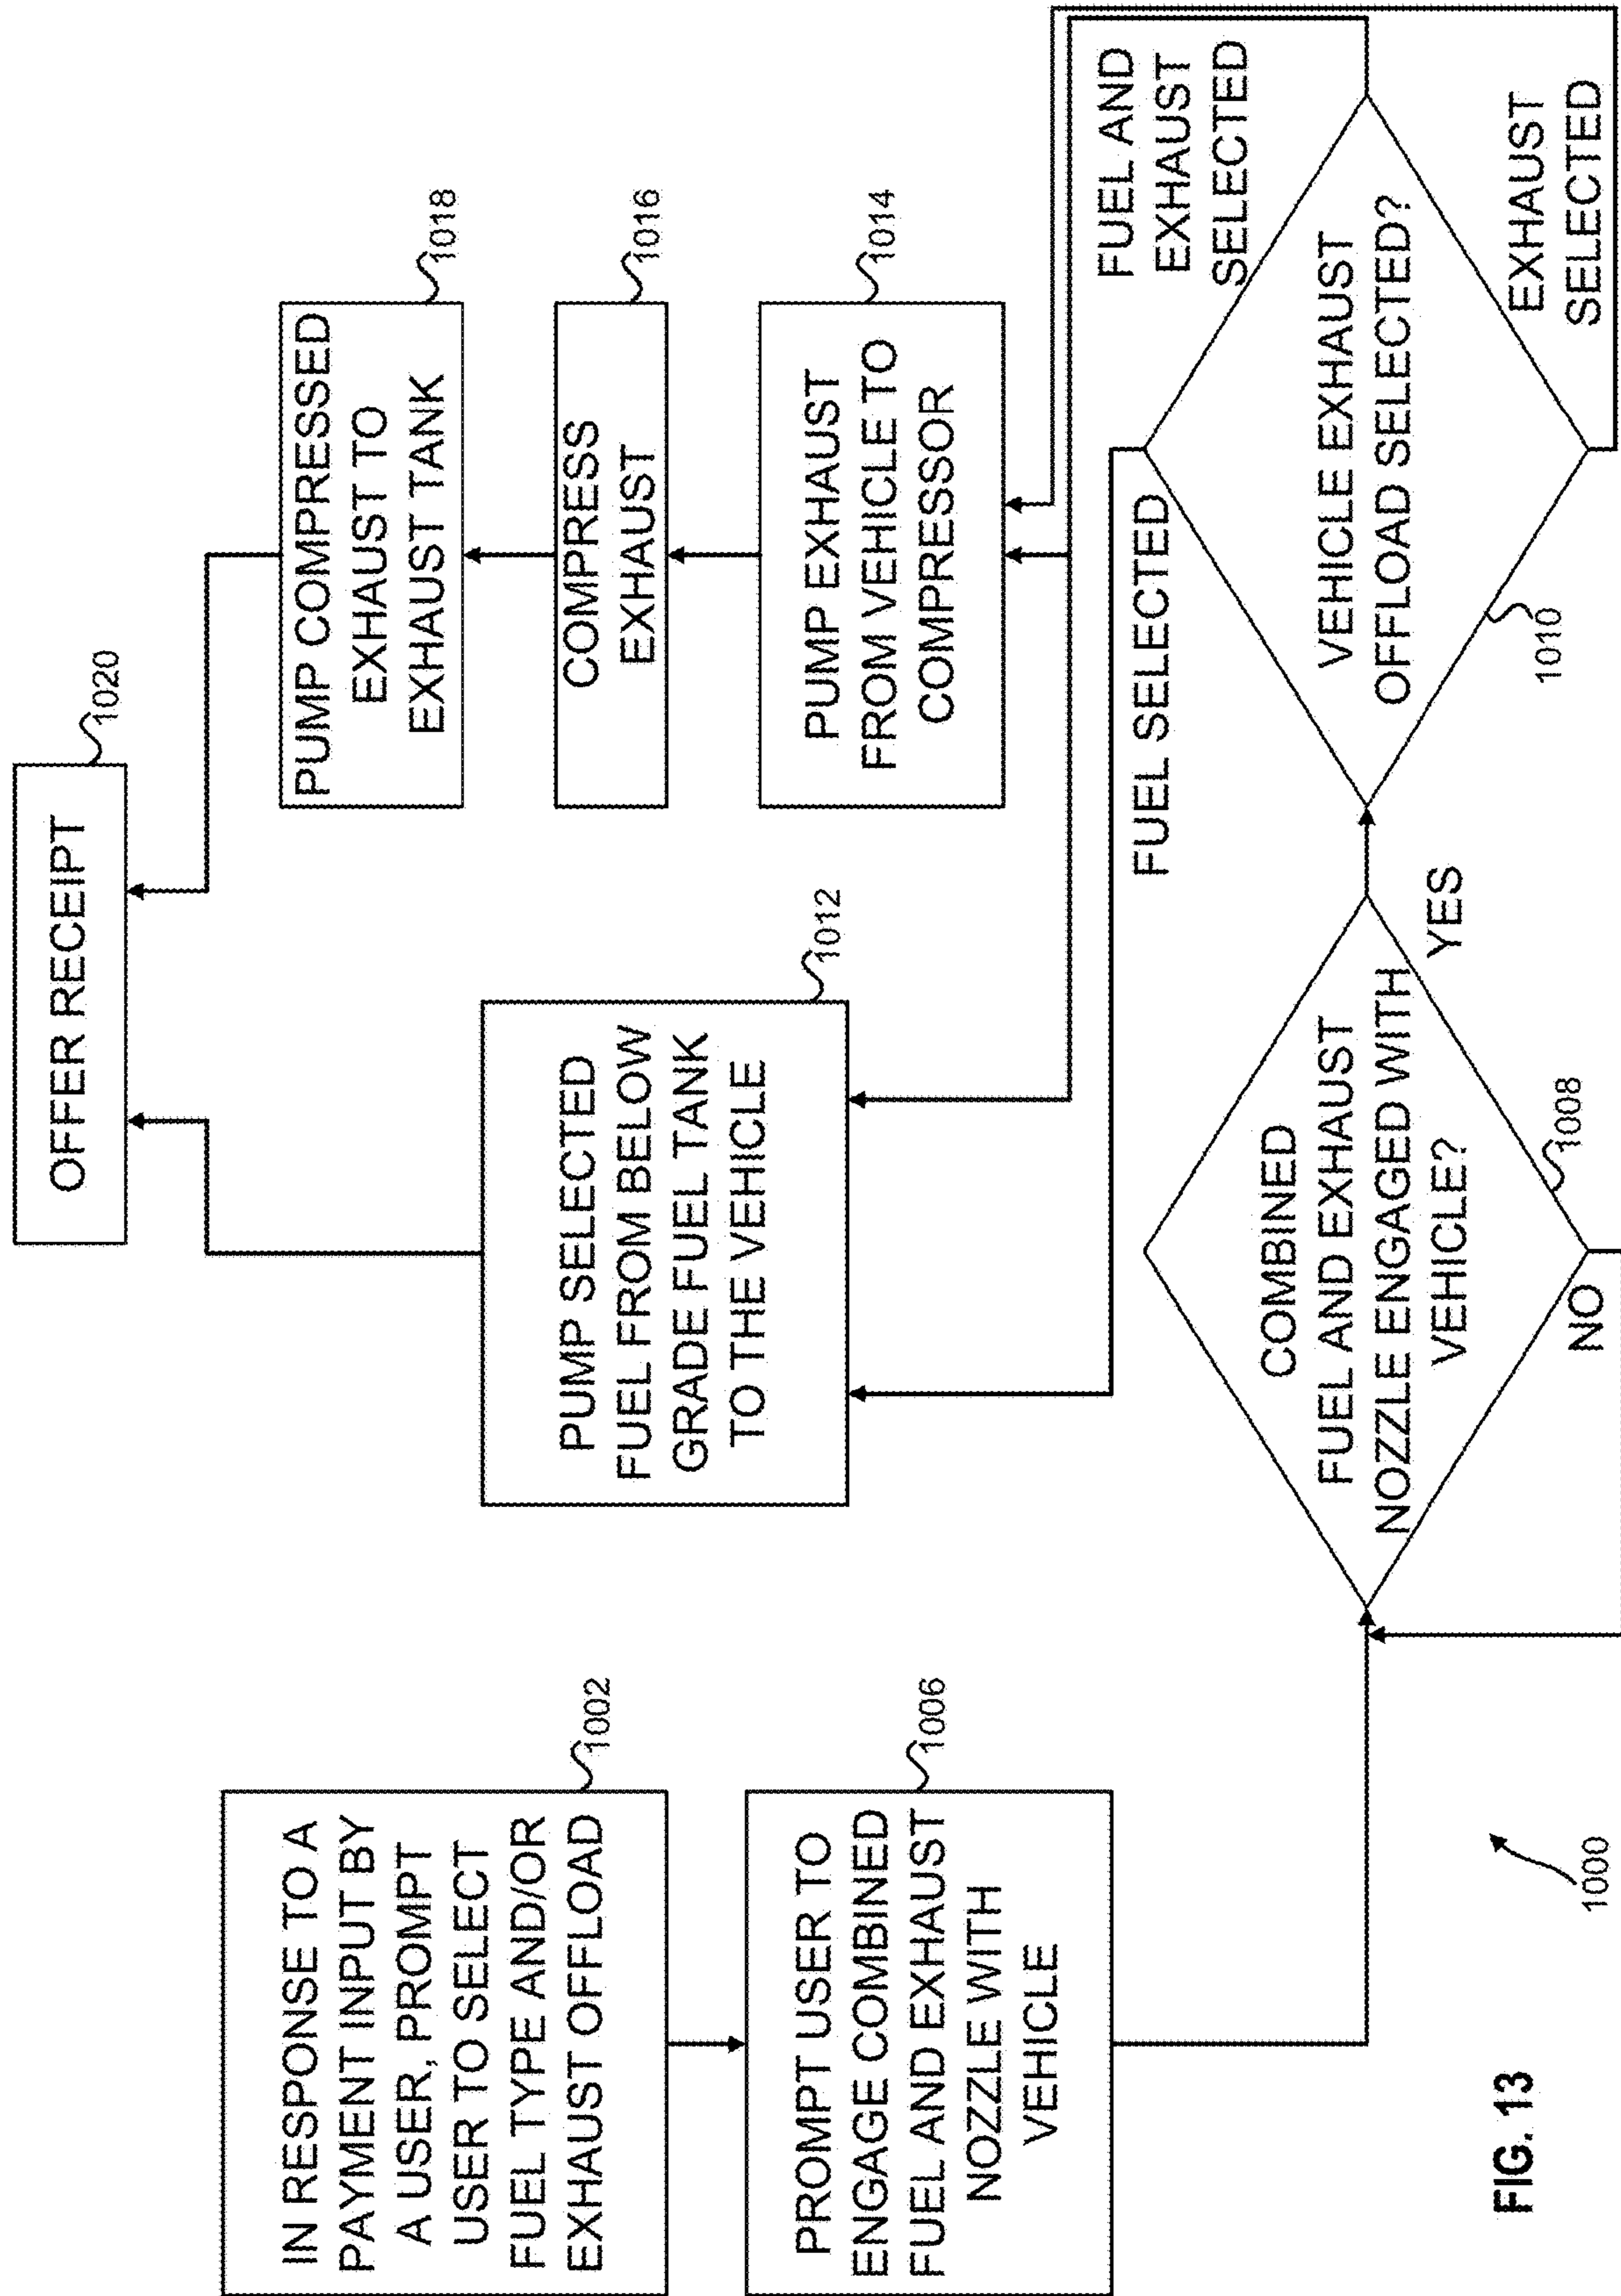 IN RESPONSE TO A
PAYMENT INPUT BY
A USER, PROMPT
USER TO SELECT
FUEL TYPE AND/OR
EXHAUST OFFLOAD
1002
PROMPT USER TO
ENGAGE COMBINED
FUEL AND EXHAUST
NOZZLE WITH
VEHICLE
1006
COMBINED
FUEL AND EXHAUST
NOZZLE ENGAGED WITH
VEHICLE?
1008
NO
YES
VEHICLE EXHAUST
OFFLOAD SELECTED?
1010
FUEL SELECTED
FUEL AND
EXHAUST
SELECTED
EXHAUST
SELECTED
PUMP SELECTED
FUEL FROM BELOW
GRADE FUEL TANK
TO THE VEHICLE
1012
PUMP EXHAUST
FROM VEHICLE TO
COMPRESSOR
1014
COMPRESS
EXHAUST
1016
PUMP COMPRESSED
EXHAUST TO
EXHAUST TANK
1018
OFFER RECEIPT
1020
1000
FIG. 13